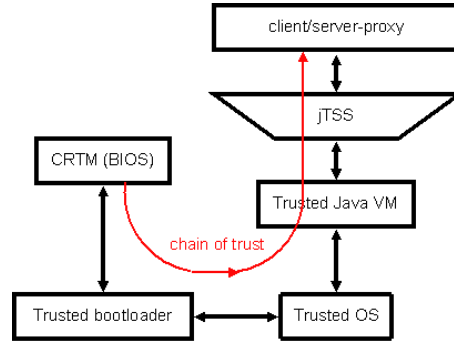 client/server-proxy
jTSS
CRTM (BIOS)
Trusted Java VM
chain of trust
Trusted bootloader
Trusted OS